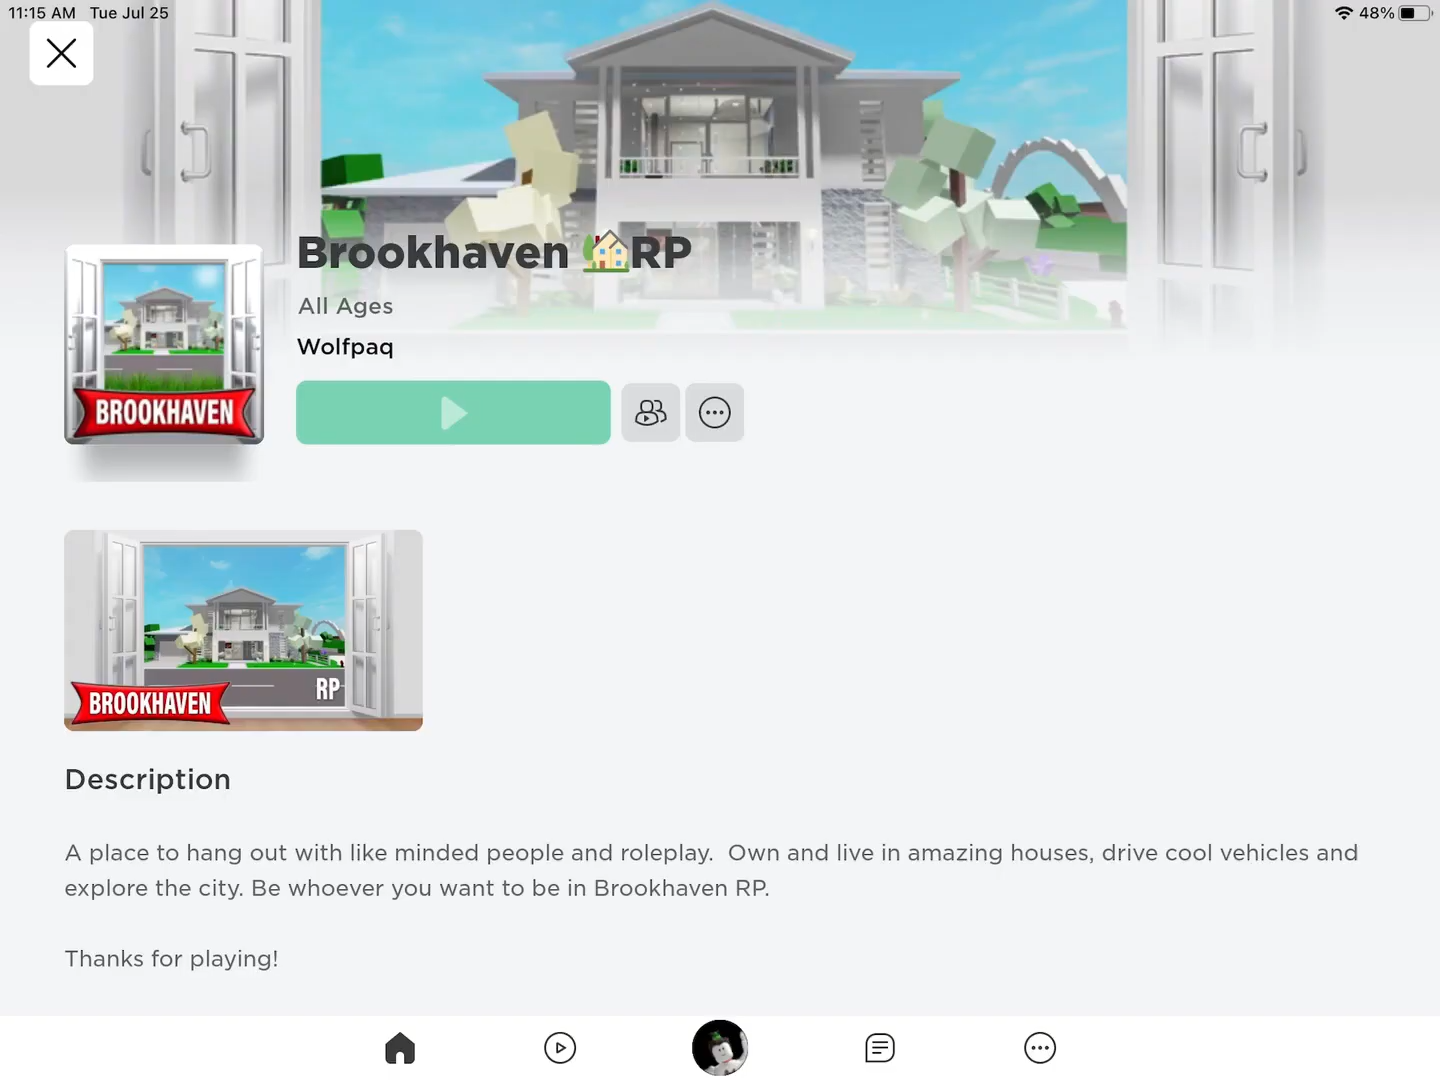 11:15 AM Tue Jul 25
48%
Brookhaven 🏡RP
All Ages
Wolfpaq
BROOKHAVEN
BROOKHAVEN
RP
Description
A place to hang out with like minded people and roleplay. Own and live in amazing houses, drive cool vehicles and
explore the city. Be whoever you want to be in Brookhaven RP.
Thanks for playing!